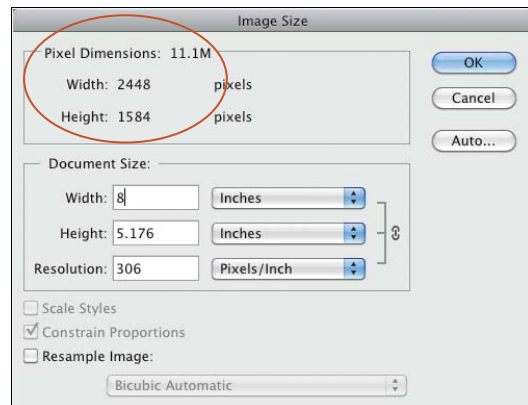 Image Size
Pixel Dimensions: 11.1M
Width: 2448 pixels
Height: 1584 pixels
OK
Cancel
Auto...
Document Size:
Width: 8 Inches
Height: 5.176 Inches
Resolution: 306 Pixels/Inch
Scale Styles
Constrain Proportions
Resample Image:
Bicubic Automatic